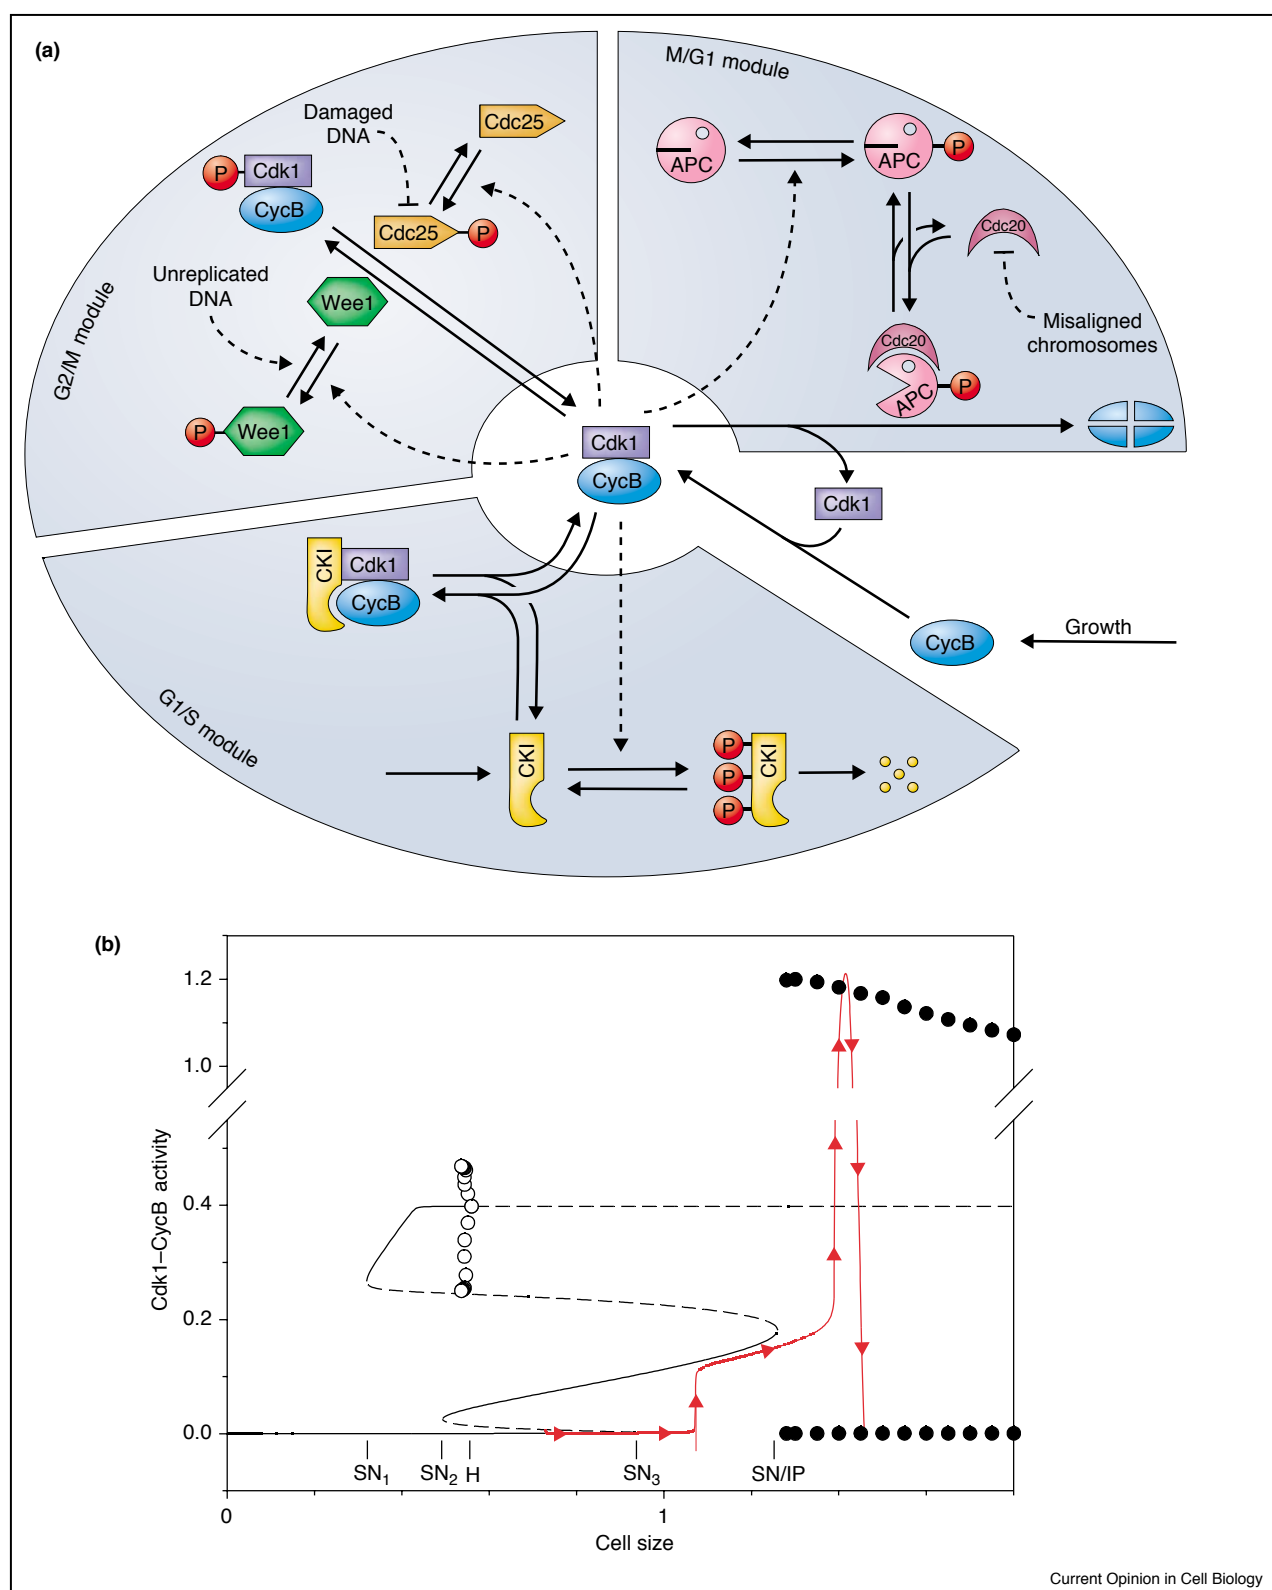 (a)
M/G1 module
Damaged
DNA
Cdc25
P
Cdk1
CycB
Cdc25
P
APC
APC
P
Cdc20
Unreplicated
DNA
Wee1
G2/M module
Misaligned
chromosomes
Cdc20
APC
P
P
Wee1
Cdk1
CycB
Cdk1
CKI
Cdk1
CycB
CycB
Growth
G1/S module
CKI
P
P
P
CKI
(b)
1.2
1.0
0.4
0.2
0.0
Cdk1–CycB activity
SN1
SN2
H
SN3
SN/IP
0
1
Cell size
Current Opinion in Cell Biology